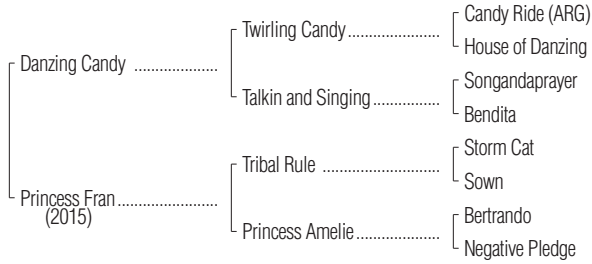 Candy Ride (ARG)
Twirling Candy
House of Danzing
Danzing Candy
Songandaprayer
Talkin and Singing
Bendita
Storm Cat
Tribal Rule
Sown
Princess Fran
(2015)
Bertrando
Princess Amelie
Negative Pledge